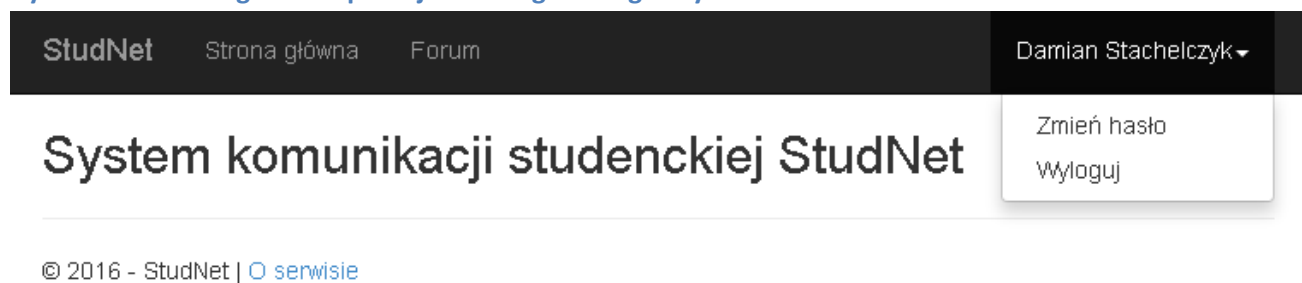 StudNet Strona główna Forum Damian Stachelczyk
Zmień hasło
System komunikacji studenckiej StudNet
Wyloguj
© 2016 - StudNet | O serwisie